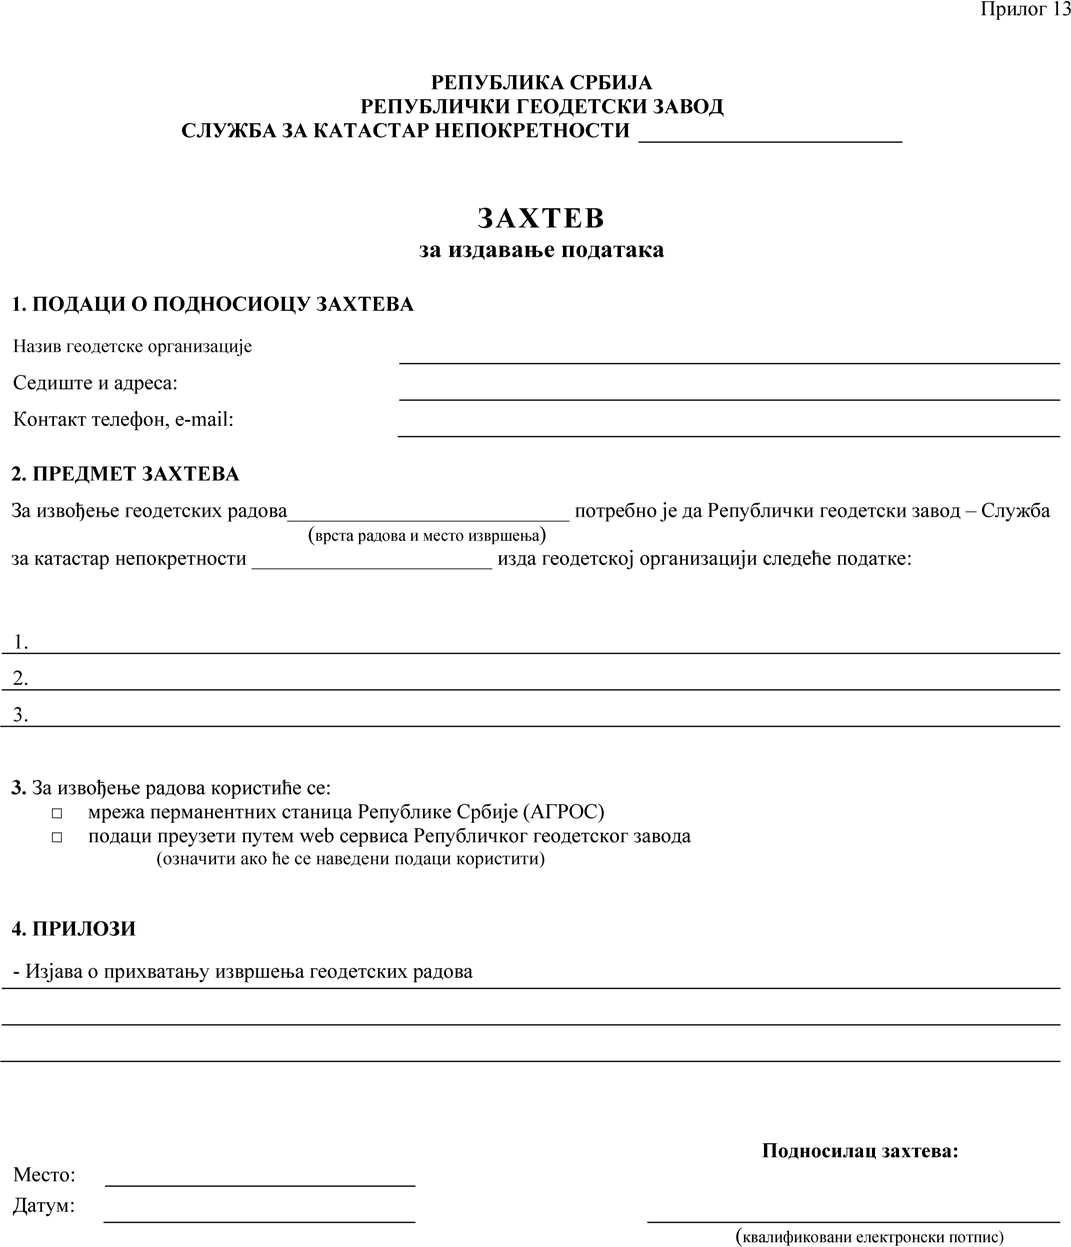 Прилог 13
РЕПУБЛИКА СРБИЈА
РЕПУБЛИЧКИ ГЕОДЕТСКИ ЗАВОД
СЛУЖБА ЗА КАТАСТАР НЕПОКРЕТНОСТИ
ЗАХТЕВ
за издавање података
1. ПОДАЦИ О ПОДНОСИОЦУ ЗАХТЕВА
Назив геодетске организације
Седиште и адреса:
Контакт телефон, e-mail:
2. ПРЕДМЕТ ЗАХТЕВА
За извођење геодетских радова___________________________ потребно је да Републички геодетски завод – Служба
(врста радова и место извршења)
за катастар непокретности _______________________ изда геодетској организацији следеће податке:
1.
2.
3.
3. За извођење радова користиће се:
□ мрежа перманентних станица Републике Србије (АГРОС)
□ подаци преузети путем web сервиса Републичког геодетског завода
(означити ако ће се наведени подаци користити)
4. ПРИЛОЗИ
- Изјава о прихватању извршења геодетских радова
Подносилац захтева:
Место:
Датум:
(квалификовани електронски потпис)